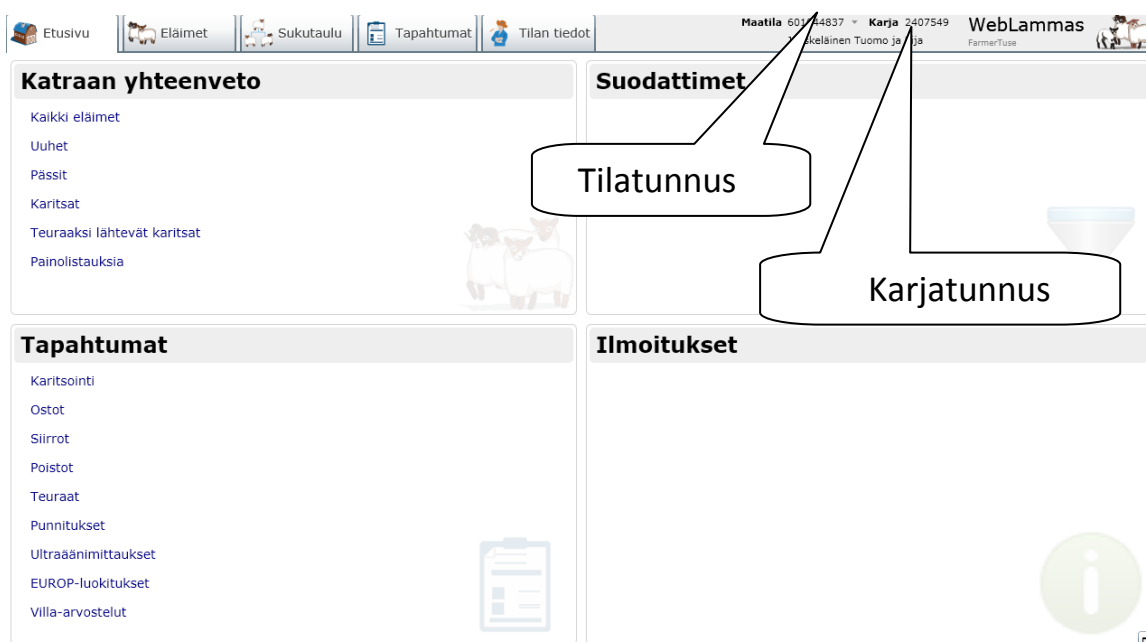 Etusivu Eläimet Sukutaulu Tapahtumat Tilan tiedot
Maatila Karja 2407549
Tuomo
WebLammas
FarmerTuse
Katraan yhteenveto
Kaikki eläimet
Uuhet
Pässit
Karitsat
Teuraaksi lähtevät karitsat
Painolistauksia
Suodattimet
Tilatunnus
Karjatunnus
Tapahtumat
Karitsointi
Ostot
Siirrot
Poistot
Teuraat
Punnitukset
Ultraäänimittaukset
EUROP-luokitukset
Villa-arvostelut
Ilmoitukset